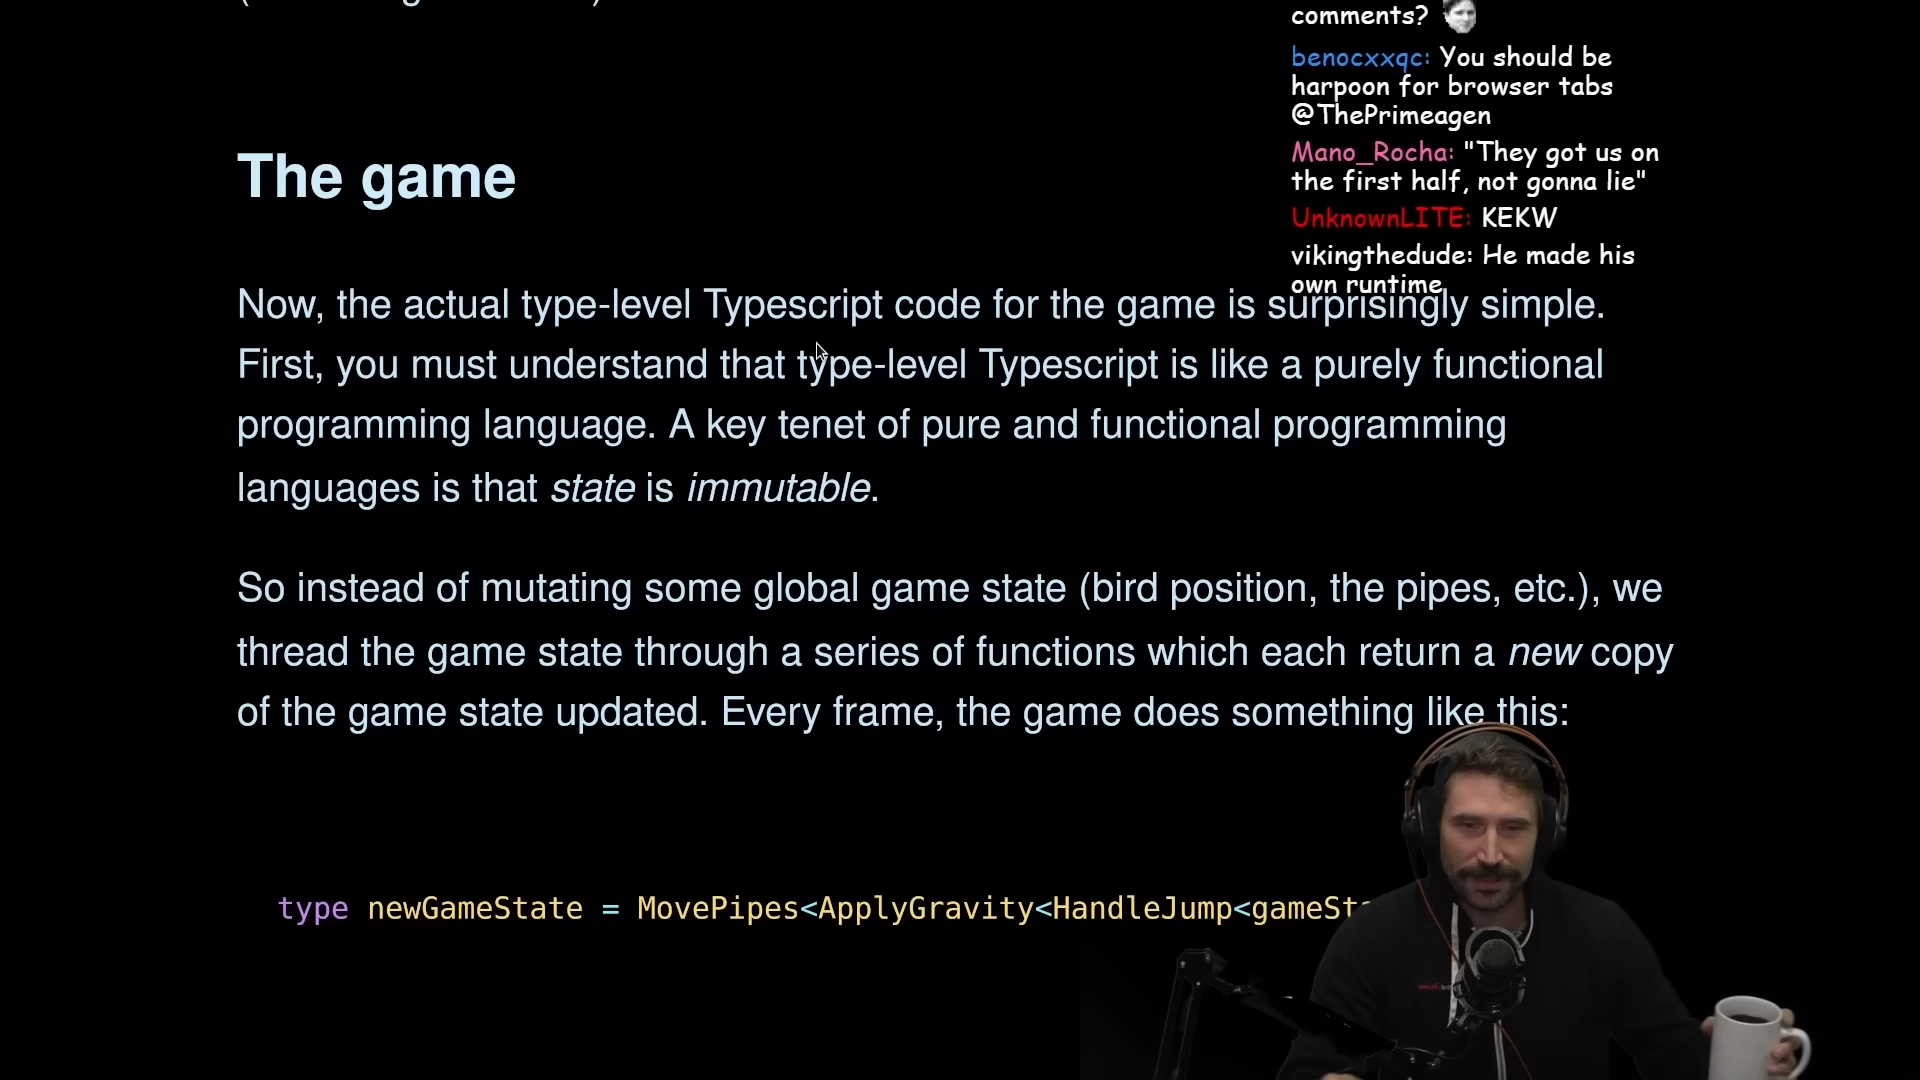 comments?
benocxxqc: You should be
harpoon for browser tabs
@ThePrimeagen
Mano_Rocha: "They got us on
the first half, not gonna lie"
UnknownLITE: KEKW
vikingthedude: He made his
own runtime
The game
Now, the actual type-level Typescript code for the game is surprisingly simple.
First, you must understand that type-level Typescript is like a purely functional
programming language. A key tenet of pure and functional programming
languages is that state is immutable.
So instead of mutating some global game state (bird position, the pipes, etc.), we
thread the game state through a series of functions which each return a new copy
of the game state updated. Every frame, the game does something like this:
type newGameState = MovePipes<ApplyGravity<HandleJump<gameSta